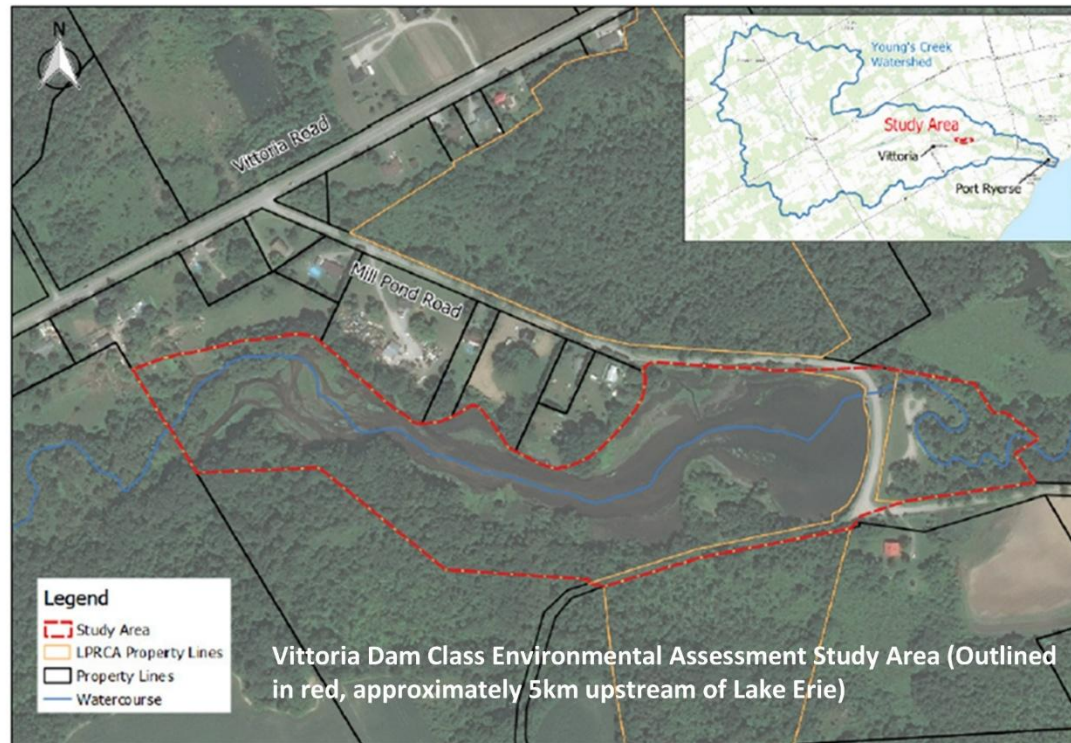 N
Vittoria Road
Mill Pond Road
Young's Creek
Watershed
Study Area
Vittoria
Port Ryerse
Legend
Study Area
LPRCA Property Lines
Property Lines
Watercourse
Vittoria Dam Class Environmental Assessment Study Area (Outlined
in red, approximately 5km upstream of Lake Erie)